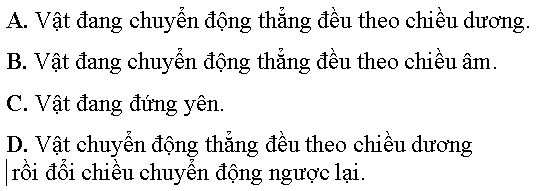 A. Vật đang chuyển động thẳng đều theo chiều dương.
B. Vật đang chuyển động thẳng đều theo chiều âm.
C. Vật đang đứng yên.
D. Vật chuyển động thẳng đều theo chiều dương
rồi đổi chiều chuyển động ngược lại.